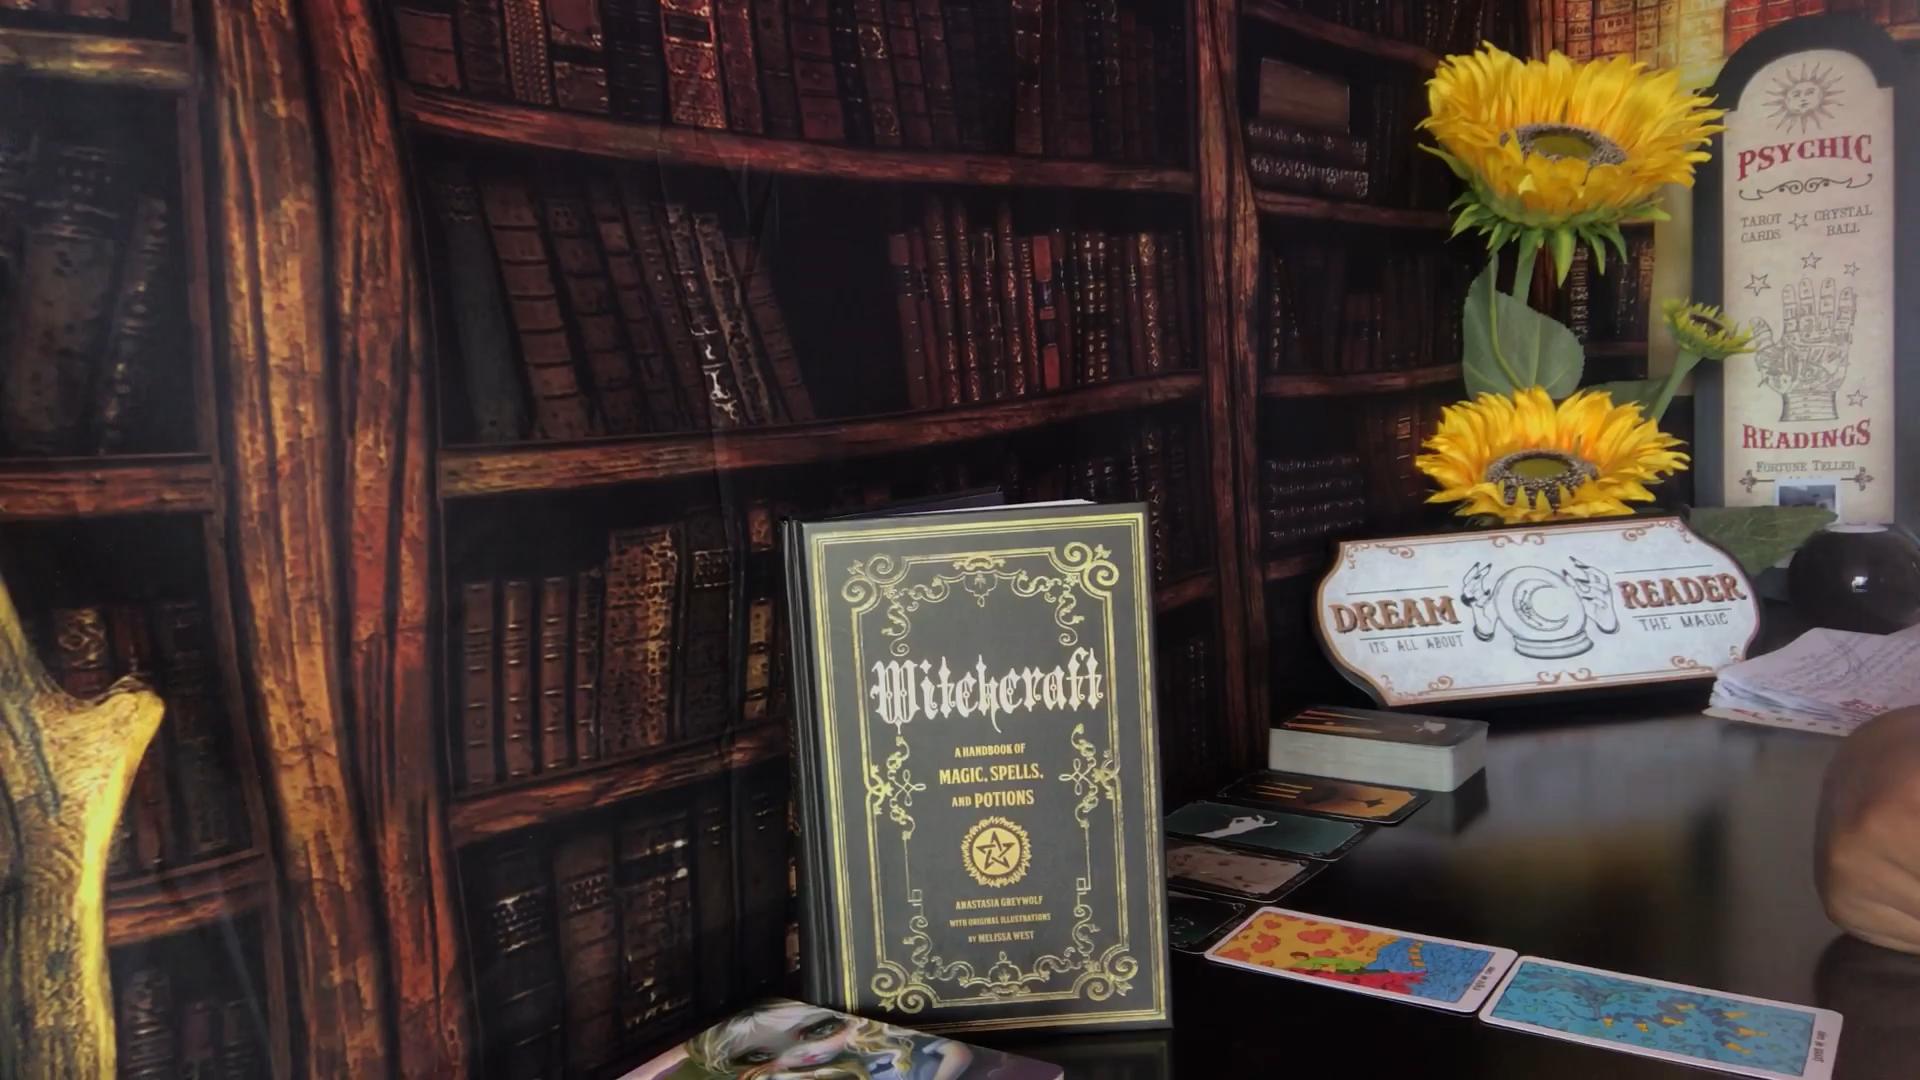 Witchcraft
A HANDBOOK OF
MAGIC, SPELLS,
AND POTIONS
ANASTASIA GREYWOLF
WITH ORIGINAL ILLUSTRATIONS
BY MELISSA WEST
PSYCHIC
TAROT CARDS
CRYSTAL BALL
READINGS
FORTUNE TELLER
DREAM READER
IT'S ALL ABOUT THE MAGIC